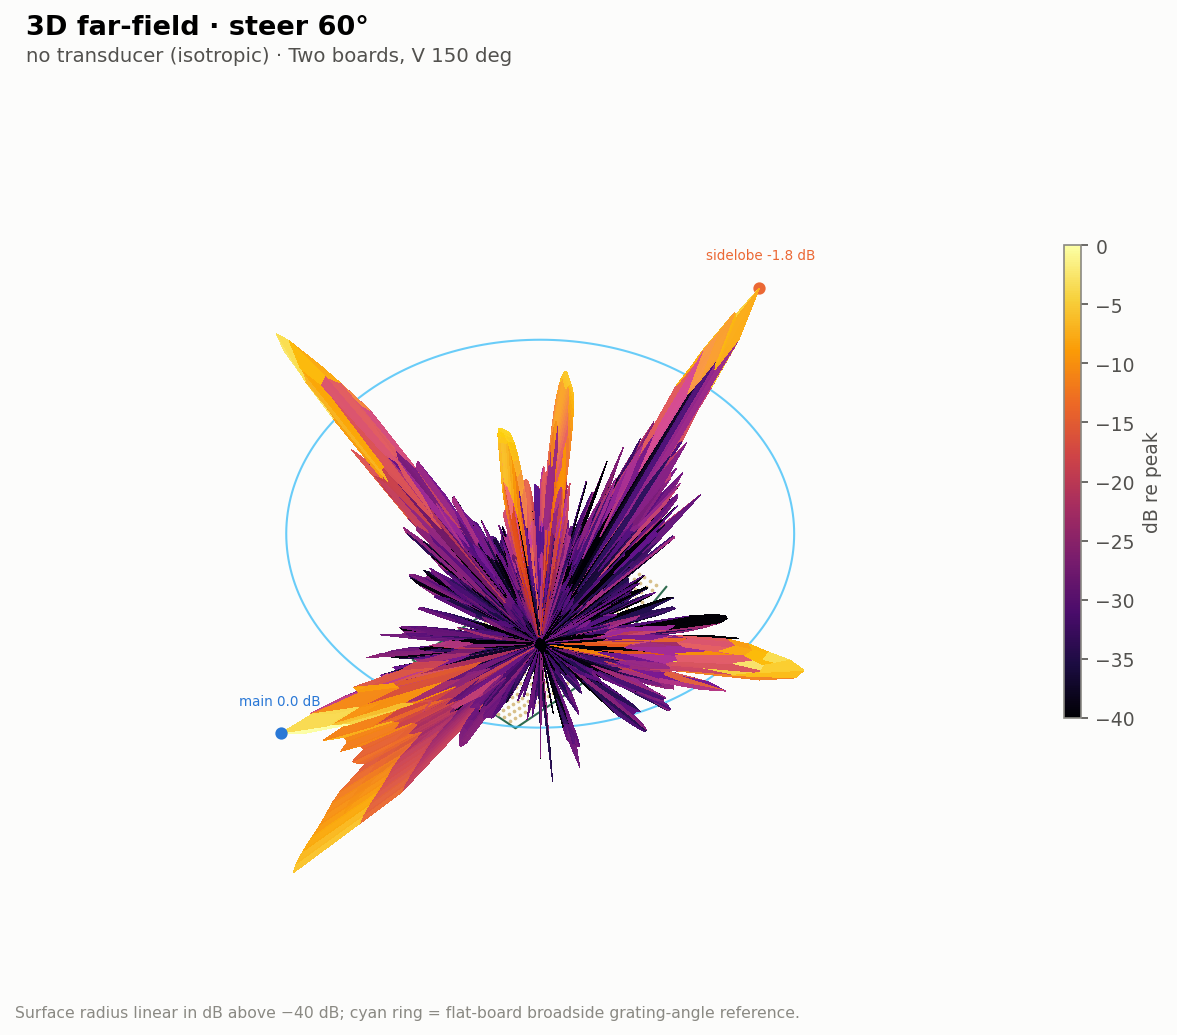 3D far-field · steer 60°
no transducer (isotropic) · Two boards, V 150 deg
sidelobe -1.8 dB
main 0.0 dB
0
−5
−10
−15
−20
−25
−30
−35
−40
dB re peak
Surface radius linear in dB above −40 dB; cyan ring = flat-board broadside grating-angle reference.